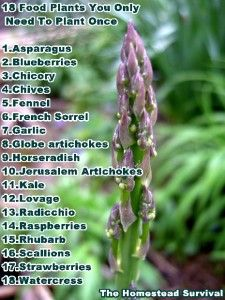 18 Food Plants You Only
Need To Plant Once
1.Asparagus
2.Blueberries
3.Chicory
4.Chives
5.Fennel
6.French Sorrel
7.Garlic
8.Globe artichokes
9.Horseradish
10.Jerusalem Artichokes
11.Kale
12.Lovage
13.Radicchio
14.Raspberries
15.Rhubarb
16.Scallions
17.Strawberries
18.Watercress
The Homestead Survival